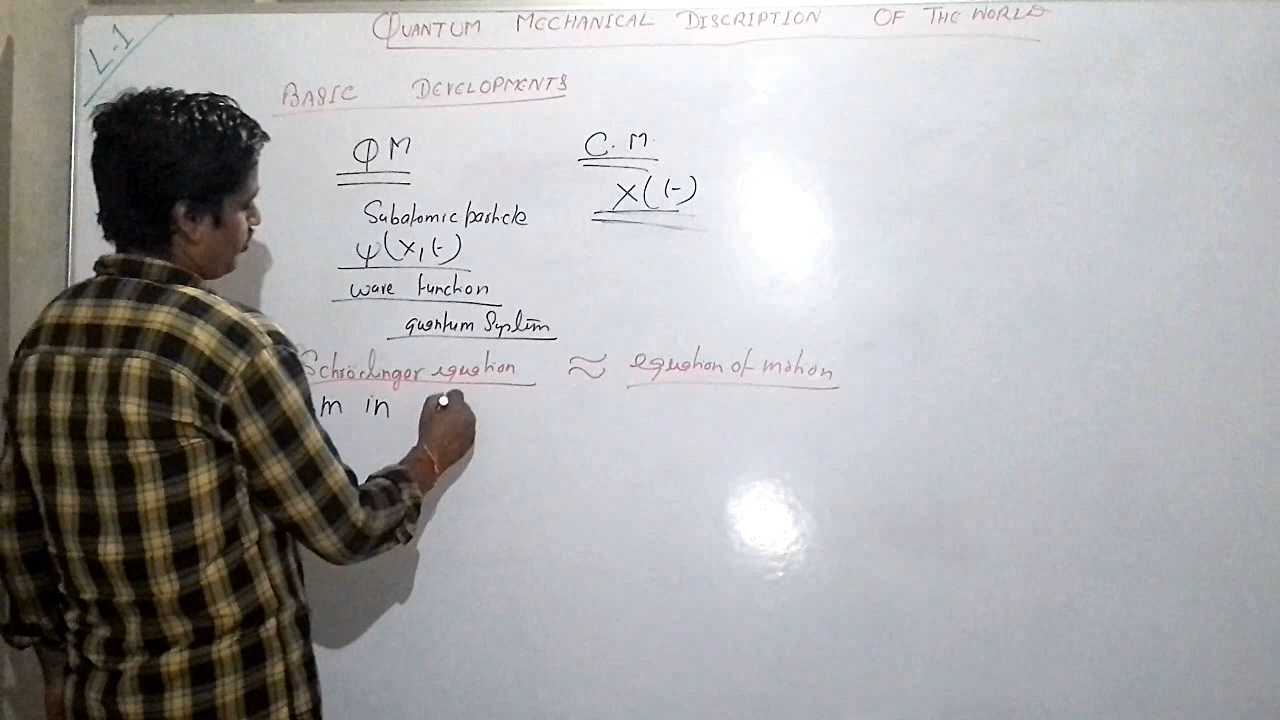 L-1
QUANTUM MECHANICAL DISCRIPTION OF THE WORLD
BASIC DEVELOPMENTS
QM
C.M.
x(t)
Subatomic particle
ψ(x,t)
wave function
quantum System
Schrödinger equation ≈ equation of motion
m in